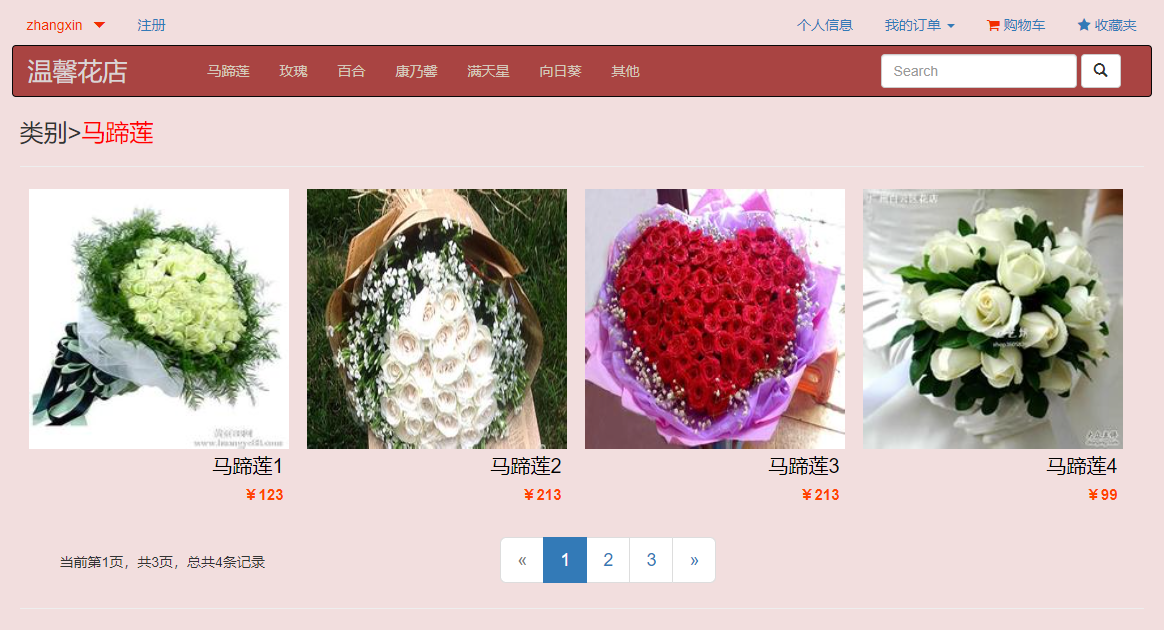 zhangxin 注册 个人信息 我的订单 购物车 收藏夹
温馨花店 马蹄莲 玫瑰 百合 康乃馨 满天星 向日葵 其他 Search
类别>马蹄莲
马蹄莲1 马蹄莲2 马蹄莲3 马蹄莲4
¥123 ¥213 ¥213 ¥99
当前第1页，共3页，总共4条记录 « 1 2 3 »